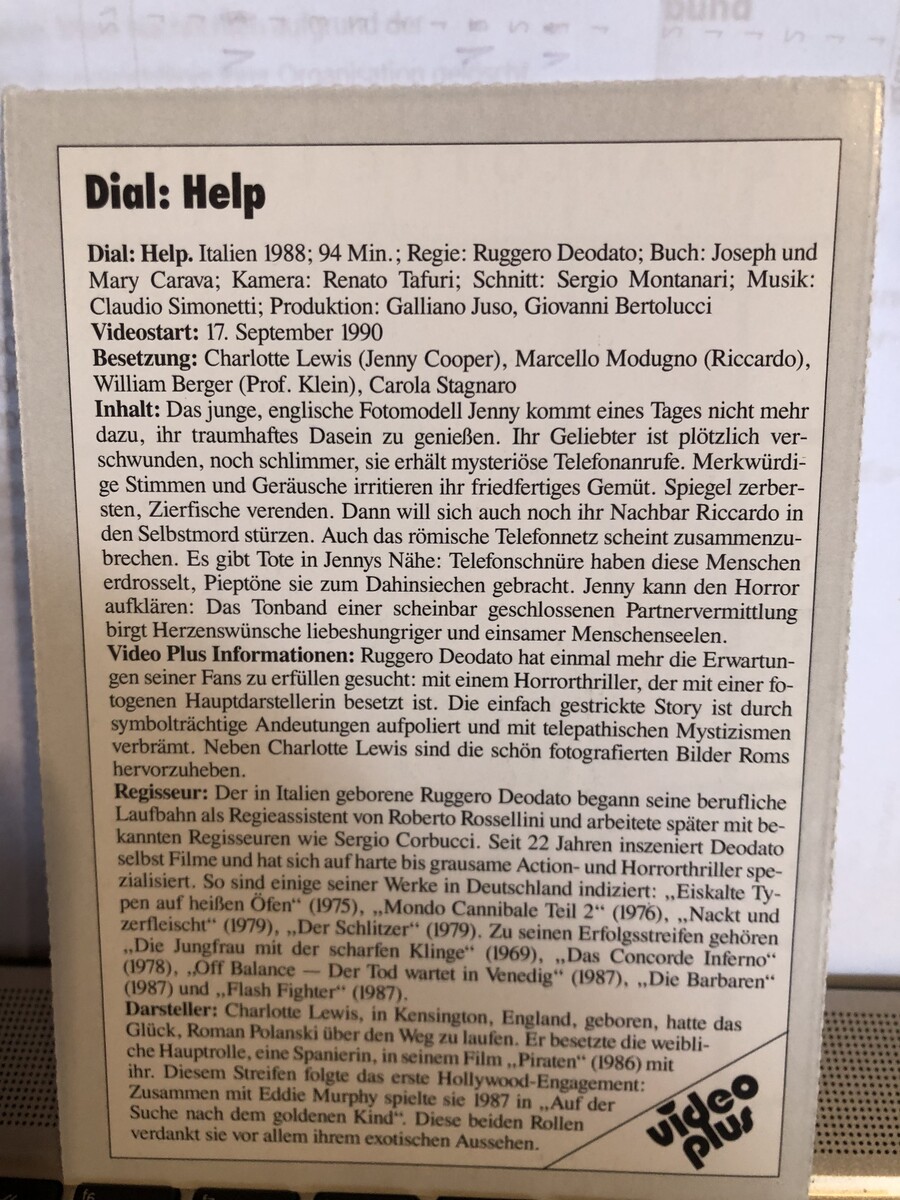 bund
aufgrund der
Organisation gelöscht
Dial: Help
Dial: Help. Italien 1988; 94 Min.; Regie: Ruggero Deodato; Buch: Joseph und
Mary Carava; Kamera: Renato Tafuri; Schnitt: Sergio Montanari; Musik:
Claudio Simonetti; Produktion: Galliano Juso, Giovanni Bertolucci
Videostart: 17. September 1990
Besetzung: Charlotte Lewis (Jenny Cooper), Marcello Modugno (Riccardo),
William Berger (Prof. Klein), Carola Stagnaro
Inhalt: Das junge, englische Fotomodell Jenny kommt eines Tages nicht mehr
dazu, ihr traumhaftes Dasein zu genießen. Ihr Geliebter ist plötzlich ver-
schwunden, noch schlimmer, sie erhält mysteriöse Telefonanrufe. Merkwürdi-
ge Stimmen und Geräusche irritieren ihr friedfertiges Gemüt. Spiegel zerber-
sten, Zierfische verenden. Dann will sich auch noch ihr Nachbar Riccardo in
den Selbstmord stürzen. Auch das römische Telefonnetz scheint zusammenzu-
brechen. Es gibt Tote in Jennys Nähe: Telefonschnüre haben diese Menschen
erdrosselt, Pieptöne sie zum Dahinsiechen gebracht. Jenny kann den Horror
aufklären: Das Tonband einer scheinbar geschlossenen Partnervermittlung
birgt Herzenswünsche liebeshungriger und einsamer Menschenseelen.
Video Plus Informationen: Ruggero Deodato hat einmal mehr die Erwartun-
gen seiner Fans zu erfüllen gesucht: mit einem Horrorthriller, der mit einer fo-
togenen Hauptdarstellerin besetzt ist. Die einfach gestrickte Story ist durch
symbolträchtige Andeutungen aufpoliert und mit telepathischen Mystizismen
verbrämt. Neben Charlotte Lewis sind die schön fotografierten Bilder Roms
hervorzuheben.
Regisseur: Der in Italien geborene Ruggero Deodato begann seine berufliche
Laufbahn als Regieassistent von Roberto Rossellini und arbeitete später mit be-
kannten Regisseuren wie Sergio Corbucci. Seit 22 Jahren inszeniert Deodato
selbst Filme und hat sich auf harte bis grausame Action- und Horrorthriller spe-
zialisiert. So sind einige seiner Werke in Deutschland indiziert: „Eiskalte Ty-
pen auf heißen Öfen“ (1975), „Mondo Cannibale Teil 2“ (1976), „Nackt und
zerfleischt“ (1979), „Der Schlitzer“ (1979). Zu seinen Erfolgsstreifen gehören
„Die Jungfrau mit der scharfen Klinge“ (1969), „Das Concorde Inferno“
(1978), „Off Balance — Der Tod wartet in Venedig“ (1987), „Die Barbaren“
(1987) und „Flash Fighter“ (1987).
Darsteller: Charlotte Lewis, in Kensington, England, geboren, hatte das
Glück, Roman Polanski über den Weg zu laufen. Er besetzte die weibli-
che Hauptrolle, eine Spanierin, in seinem Film „Piraten“ (1986) mit
ihr. Diesem Streifen folgte das erste Hollywood-Engagement:
Zusammen mit Eddie Murphy spielte sie 1987 in „Auf der
Suche nach dem goldenen Kind“. Diese beiden Rollen
verdankt sie vor allem ihrem exotischen Aussehen.
video
plus